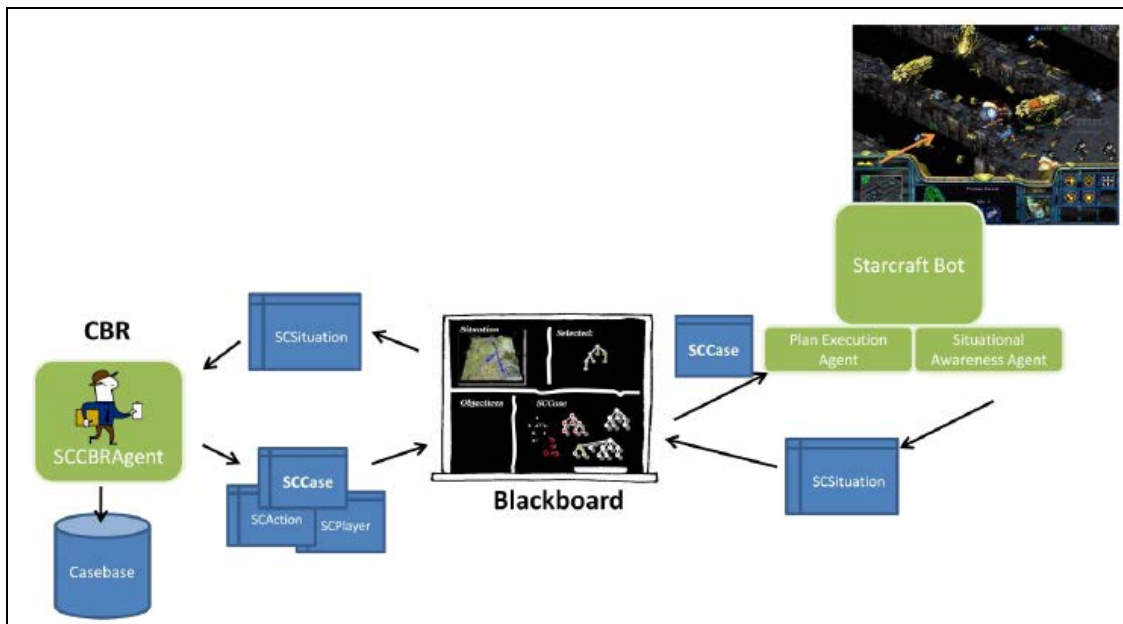 Starcraft Bot
Plan Execution
Agent
Situational
Awareness Agent
SCCase
SCSituation
CBR
SCCBRAgent
Casebase
SCSituation
SCCase
SCAction
SCPlayer
Situation
Selected:
Objectives
SCCase
Blackboard